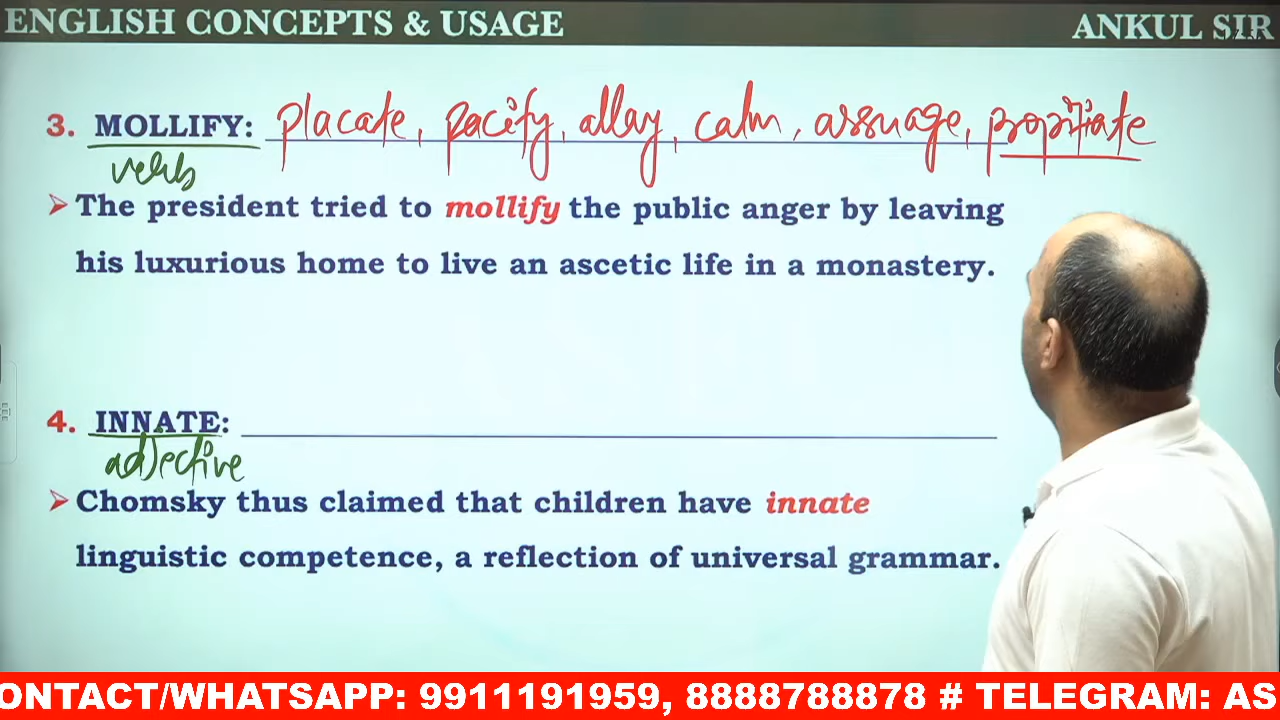 ENGLISH CONCEPTS & USAGE ANKUL SIR
3. MOLLIFY: placate, pacify, allay, calm, assuage, propitiate
verb
➢ The president tried to mollify the public anger by leaving
his luxurious home to live an ascetic life in a monastery.
4. INNATE:
adjective
➢ Chomsky thus claimed that children have innate
linguistic competence, a reflection of universal grammar.
ONTACT/WHATSAPP: 9911191959, 8888788878 # TELEGRAM: AS